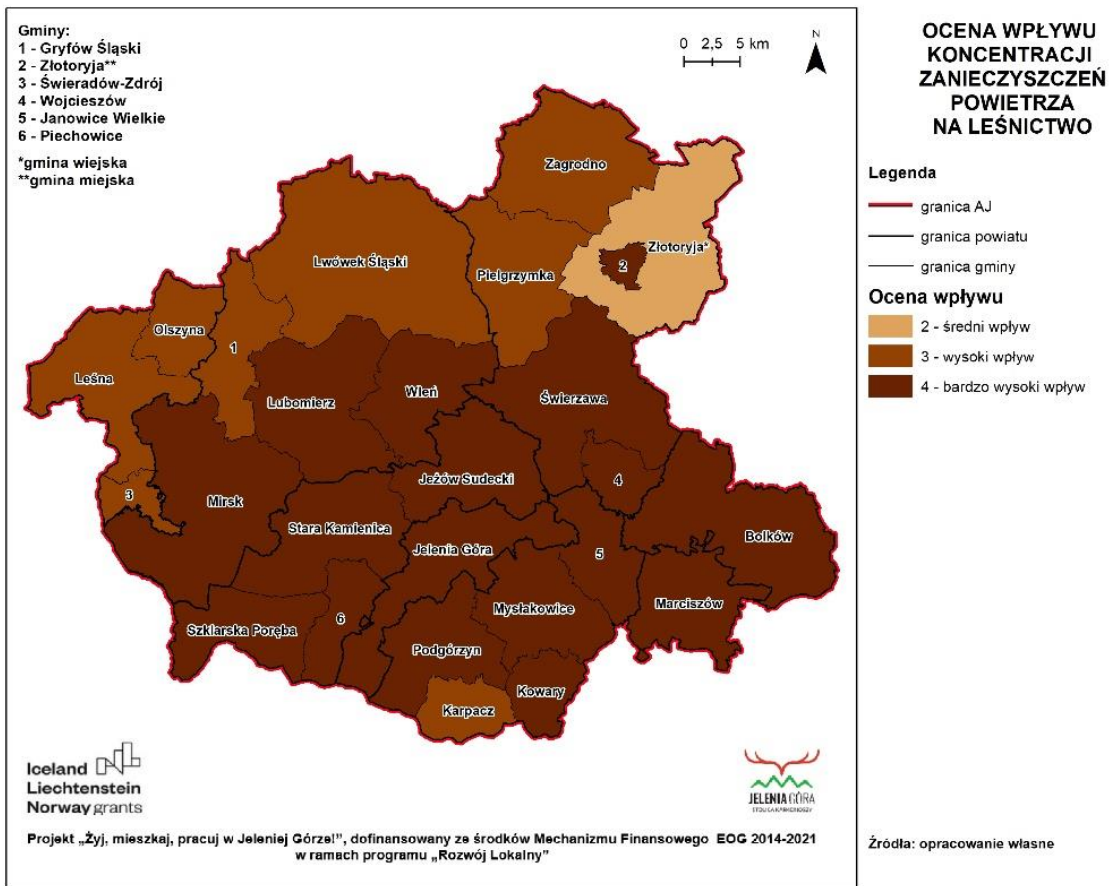 Gminy:
1 - Gryfów Śląski
2 - Złotoryja**
3 - Świeradów-Zdrój
4 - Wojcieszów
5 - Janowice Wielkie
6 - Piechowice
*gmina wiejska
**gmina miejska
0 2,5 5 km
N
Zagrodno
Złotoryja*
2
Lwówek Śląski
Pielgrzymka
Olszyna
1
Leśna
Lubomierz
Wleń
Świerzawa
Jeżów Sudecki
4
3
Mirsk
Stara Kamienica
Jelenia Góra
5
Bolków
Mysłakowice
Marciszów
6
Szklarska Poręba
Podgórzyn
Kowary
Karpacz
Iceland
Liechtenstein
Norway grants
JELENIA GÓRA
STOLICA KARKONOSZY
Projekt „Żyj, mieszkaj, pracuj w Jeleniej Górze!”, dofinansowany ze środków Mechanizmu Finansowego EOG 2014-2021
w ramach programu „Rozwój Lokalny”
OCENA WPŁYWU
KONCENTRACJI
ZANIECZYSZCZEŃ
POWIETRZA
NA LEŚNICTWO
Legenda
granica AJ
granica powiatu
granica gminy
Ocena wpływu
2 - średni wpływ
3 - wysoki wpływ
4 - bardzo wysoki wpływ
Źródła: opracowanie własne